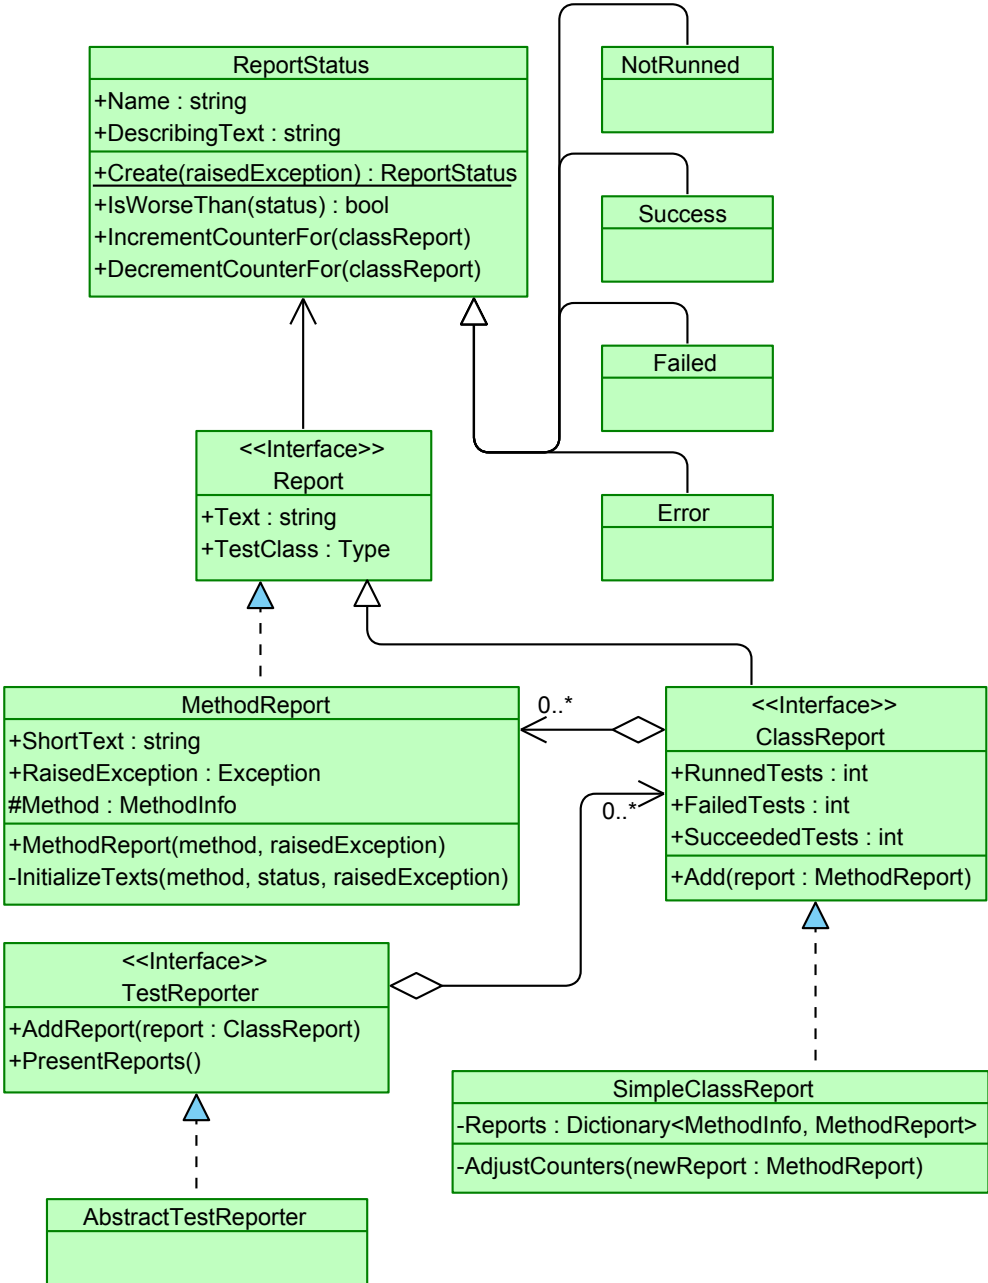 ReportStatus
+Name : string
+DescribingText : string
+Create(raisedException) : ReportStatus
+IsWorseThan(status) : bool
+IncrementCounterFor(classReport)
+DecrementCounterFor(classReport)
NotRunned
Success
Failed
Error
<<Interface>>
Report
+Text : string
+TestClass : Type
MethodReport
+ShortText : string
+RaisedException : Exception
#Method : MethodInfo
+MethodReport(method, raisedException)
-InitializeTexts(method, status, raisedException)
0..*
<<Interface>>
ClassReport
+RunnedTests : int
+FailedTests : int
+SucceededTests : int
+Add(report : MethodReport)
0..*
<<Interface>>
TestReporter
+AddReport(report : ClassReport)
+PresentReports()
SimpleClassReport
-Reports : Dictionary<MethodInfo, MethodReport>
-AdjustCounters(newReport : MethodReport)
AbstractTestReporter